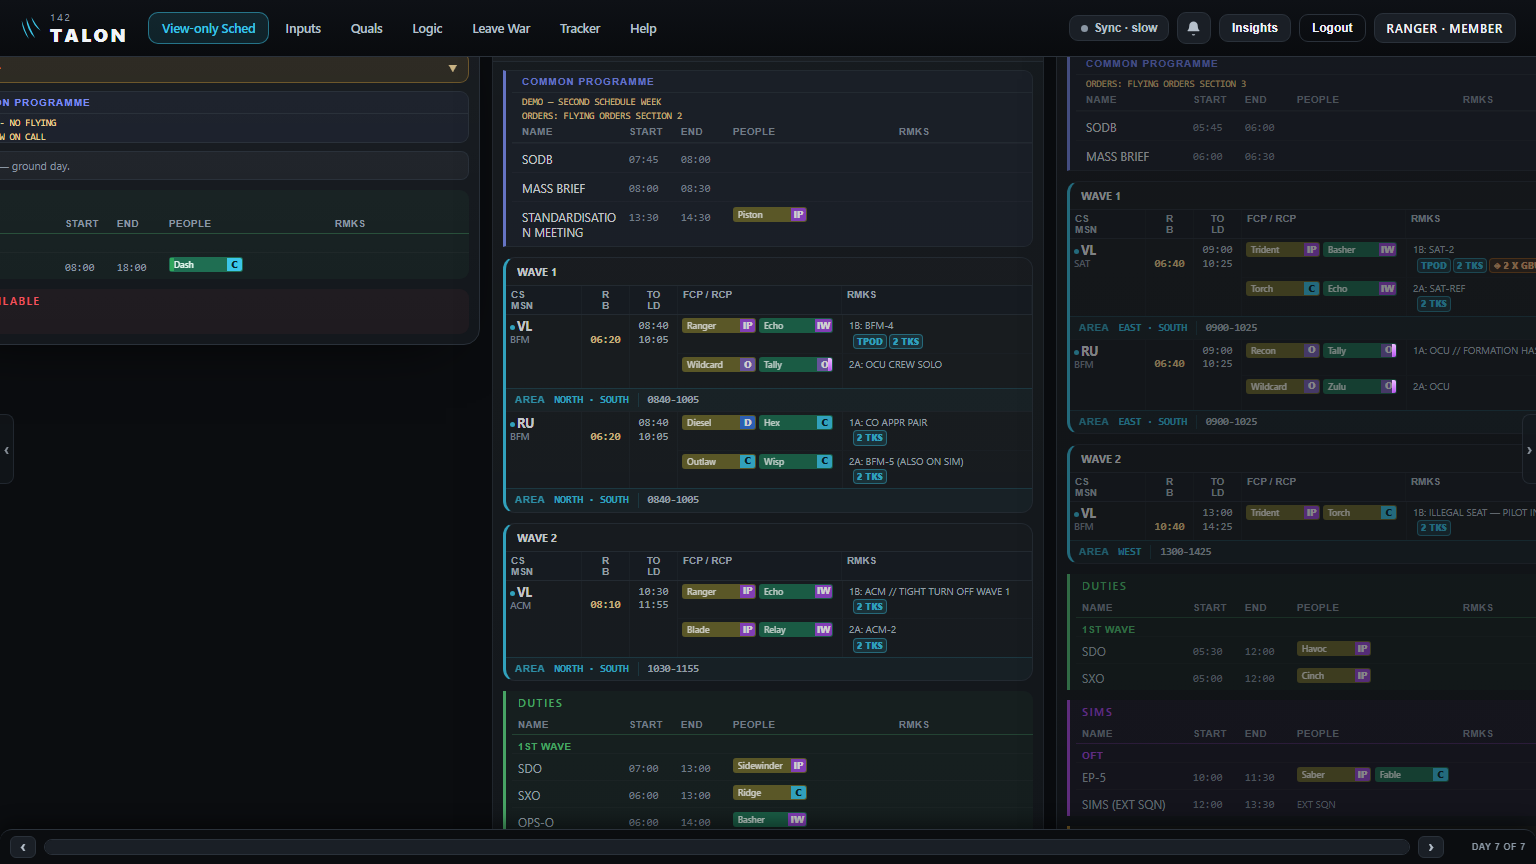 142
TALON
View-only Sched
Inputs
Quals
Logic
Leave War
Tracker
Help
Sync · slow
Insights
Logout
RANGER · MEMBER
▼
ON PROGRAMME
- NO FLYING
W ON CALL
— ground day.
START END PEOPLE RMKS
08:00 18:00 Dash C
ILABLE
COMMON PROGRAMME
DEMO — SECOND SCHEDULE WEEK
ORDERS: FLYING ORDERS SECTION 2
NAME START END PEOPLE RMKS
SODB 07:45 08:00
MASS BRIEF 08:00 08:30
STANDARDISATIO 13:30 14:30 Piston IP
N MEETING
WAVE 1
CS R TO FCP / RCP RMKS
MSN B LD
VL 08:40 Ranger IP Echo IW 1B: BFM-4
BFM 06:20 10:05 TPOD 2 TKS
Wildcard O Tally O 2A: OCU CREW SOLO
AREA NORTH · SOUTH 0840-1005
RU 08:40 Diesel D Hex C 1A: CO APPR PAIR
BFM 06:20 10:05 2 TKS
Outlaw C Wisp C 2A: BFM-5 (ALSO ON SIM)
2 TKS
AREA NORTH · SOUTH 0840-1005
WAVE 2
CS R TO FCP / RCP RMKS
MSN B LD
VL 10:30 Ranger IP Echo IW 1B: ACM // TIGHT TURN OFF WAVE 1
ACM 08:10 11:55 2 TKS
Blade IP Relay IW 2A: ACM-2
2 TKS
AREA NORTH · SOUTH 1030-1155
DUTIES
NAME START END PEOPLE RMKS
1ST WAVE
SDO 07:00 13:00 Sidewinder IP
SXO 06:00 13:00 Ridge C
OPS-O 06:00 14:00 Basher IW
COMMON PROGRAMME
ORDERS: FLYING ORDERS SECTION 3
NAME START END PEOPLE RMKS
SODB 05:45 06:00
MASS BRIEF 06:00 06:30
WAVE 1
CS R TO FCP / RCP RMKS
MSN B LD
VL 09:00 Trident IP Basher IW 1B: SAT-2
SAT 06:40 10:25 TPOD 2 TKS ◆ 2 X GBU
Torch C Echo IW 2A: SAT-REF
2 TKS
AREA EAST · SOUTH 0900-1025
RU 09:00 Recon O Tally O 1A: OCU // FORMATION HAS
BFM 06:40 10:25
Wildcard O Zulu O 2A: OCU
AREA EAST · SOUTH 0900-1025
WAVE 2
CS R TO FCP / RCP RMKS
MSN B LD
VL 13:00 Trident IP Torch C 1B: ILLEGAL SEAT — PILOT IN
BFM 10:40 14:25 2 TKS
AREA WEST 1300-1425
DUTIES
NAME START END PEOPLE RMKS
1ST WAVE
SDO 05:30 12:00 Havoc IP
SXO 05:00 12:00 Cinch IP
SIMS
NAME START END PEOPLE RMKS
OFT
EP-5 10:00 11:30 Saber IP Fable C
SIMS (EXT SQN) 12:00 13:30 EXT SQN
‹
›
‹
›
DAY 7 OF 7